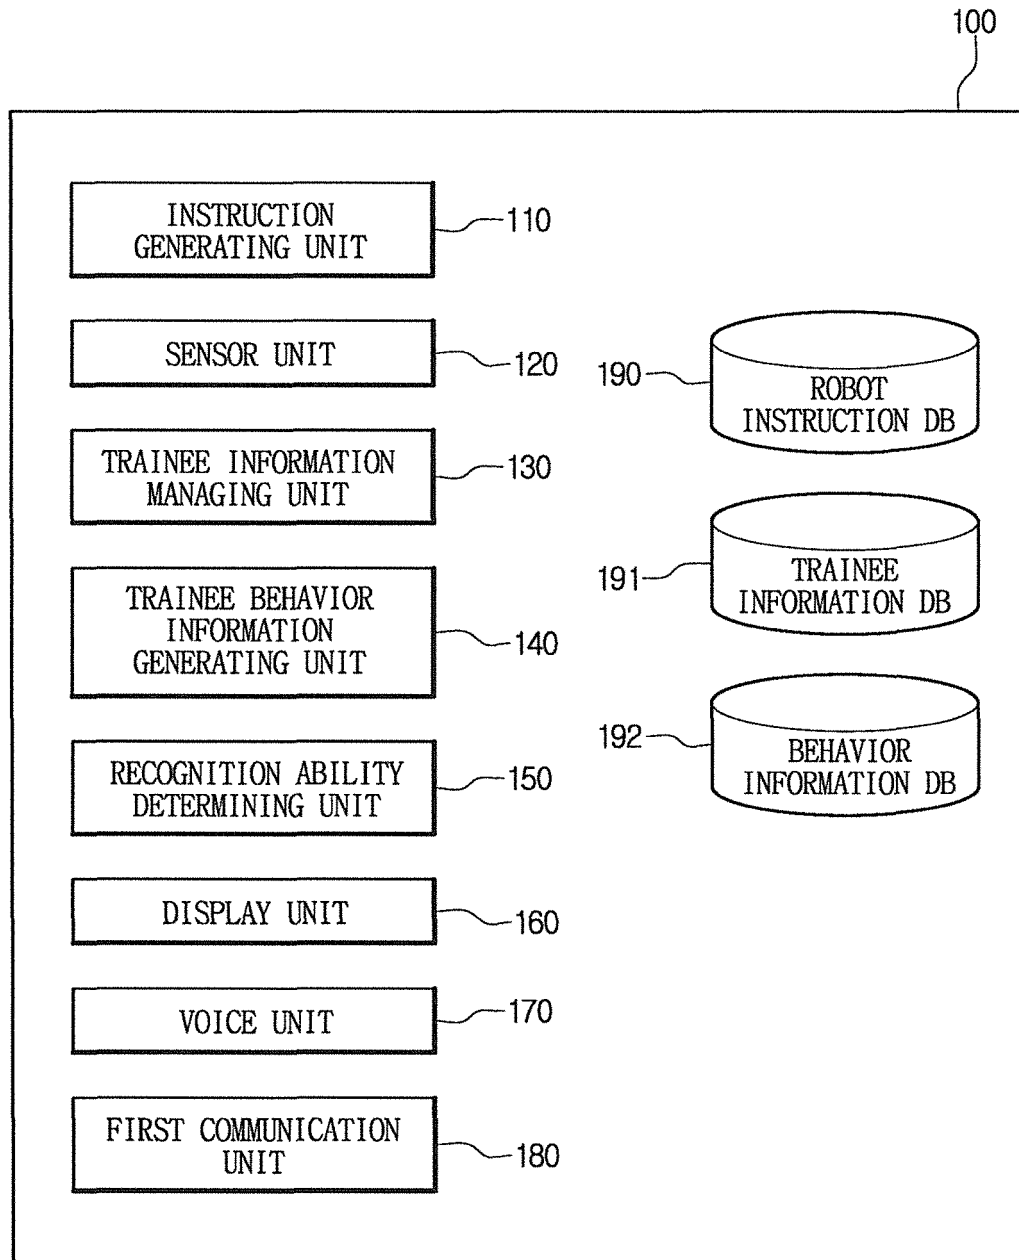 100
INSTRUCTION
GENERATING UNIT
110
SENSOR UNIT
120
TRAINEE INFORMATION
MANAGING UNIT
130
TRAINEE BEHAVIOR
INFORMATION
GENERATING UNIT
140
RECOGNITION ABILITY
DETERMINING UNIT
150
DISPLAY UNIT
160
VOICE UNIT
170
FIRST COMMUNICATION
UNIT
180
190
ROBOT
INSTRUCTION DB
191
TRAINEE
INFORMATION DB
192
BEHAVIOR
INFORMATION DB